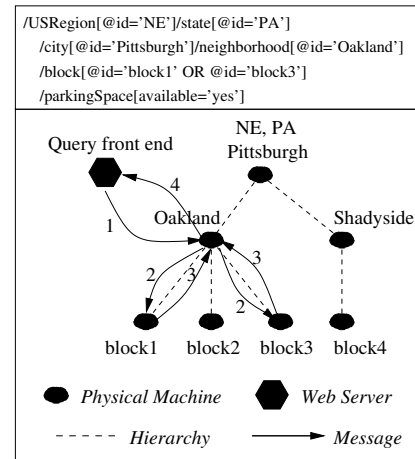 /USRegion[@id='NE']/state[@id='PA']
/city[@id='Pittsburgh']/neighborhood[@id='Oakland']
/block[@id='block1' OR @id='block3']
/parkingSpace[available='yes']
Query front end
NE, PA
Pittsburgh
4
1
Oakland
Shadyside
2
3
2
3
block1
block2
block3
block4
Physical Machine
Web Server
Hierarchy
Message